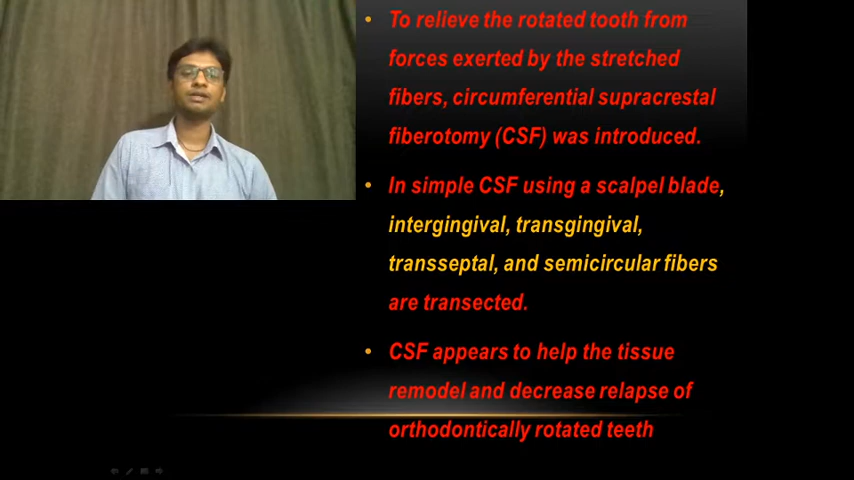 • To relieve the rotated tooth from
forces exerted by the stretched
fibers, circumferential supracrestal
fiberotomy (CSF) was introduced.
• In simple CSF using a scalpel blade,
intergingival, transgingival,
transseptal, and semicircular fibers
are transected.
• CSF appears to help the tissue
remodel and decrease relapse of
orthodontically rotated teeth